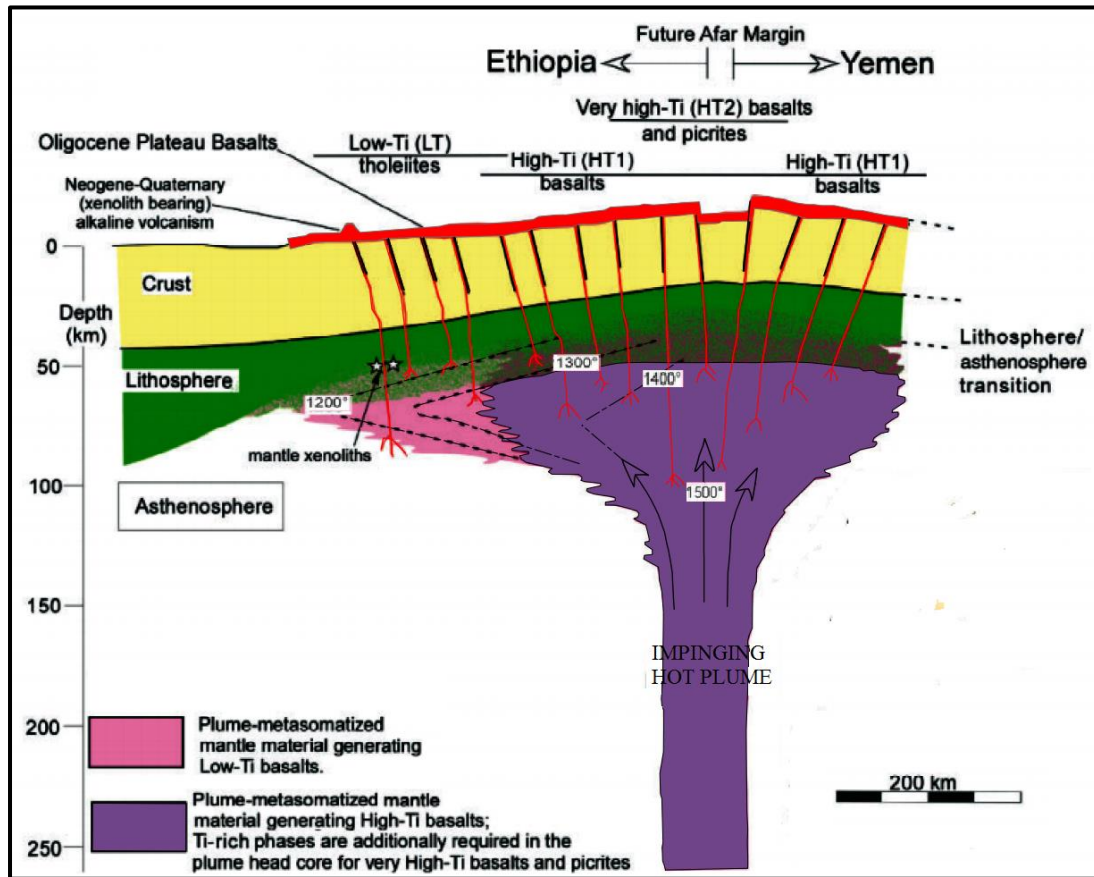 Future Afar Margin
Ethiopia
Yemen
Very high-Ti (HT2) basalts
and picrites
Oligocene Plateau Basalts
Low-Ti (LT)
tholeiites
High-Ti (HT1)
basalts
High-Ti (HT1)
basalts
Neogene-Quaternary
(xenolith bearing)
alkaline volcanism
0
Crust
Depth
(km)
50
Lithosphere
1200°
1300°
1400°
Lithosphere/
asthenosphere
transition
mantle xenoliths
100
Asthenosphere
1500°
150
IMPINGING
HOT PLUME
200
Plume-metasomatized
mantle material generating
Low-Ti basalts.
200 km
Plume-metasomatized mantle
material generating High-Ti basalts;
Ti-rich phases are additionally required in the
plume head core for very High-Ti basalts and picrites
250